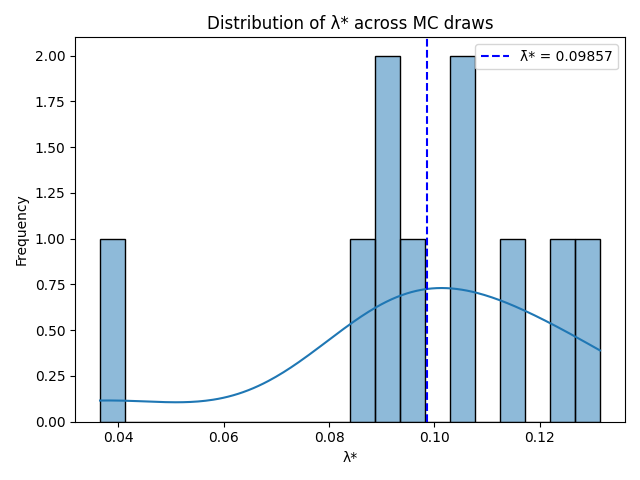 Distribution of λ* across MC draws
λ̄* = 0.09857
Frequency
2.00
1.75
1.50
1.25
1.00
0.75
0.50
0.25
0.00
0.04 0.06 0.08 0.10 0.12
λ*